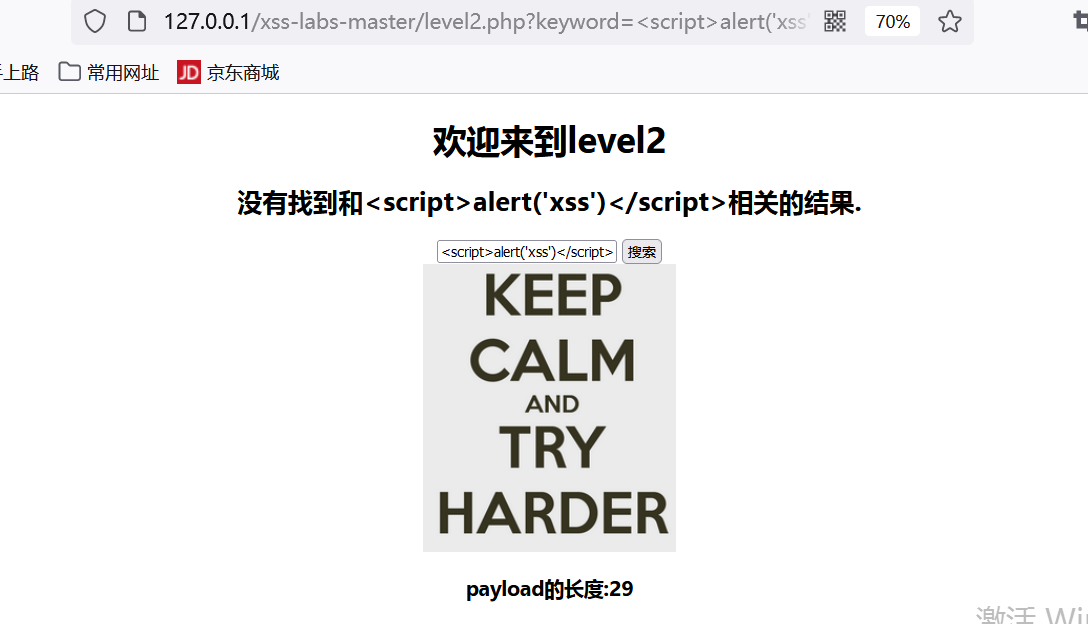 127.0.0.1/xss-labs-master/level2.php?keyword=<script>alert('xss'
70%
上路
常用网址
JD 京东商城
欢迎来到level2
没有找到和<script>alert('xss')</script>相关的结果.
<script>alert('xss')</script>
搜索
KEEP
CALM
AND
TRY
HARDER
payload的长度:29
激活 Wi